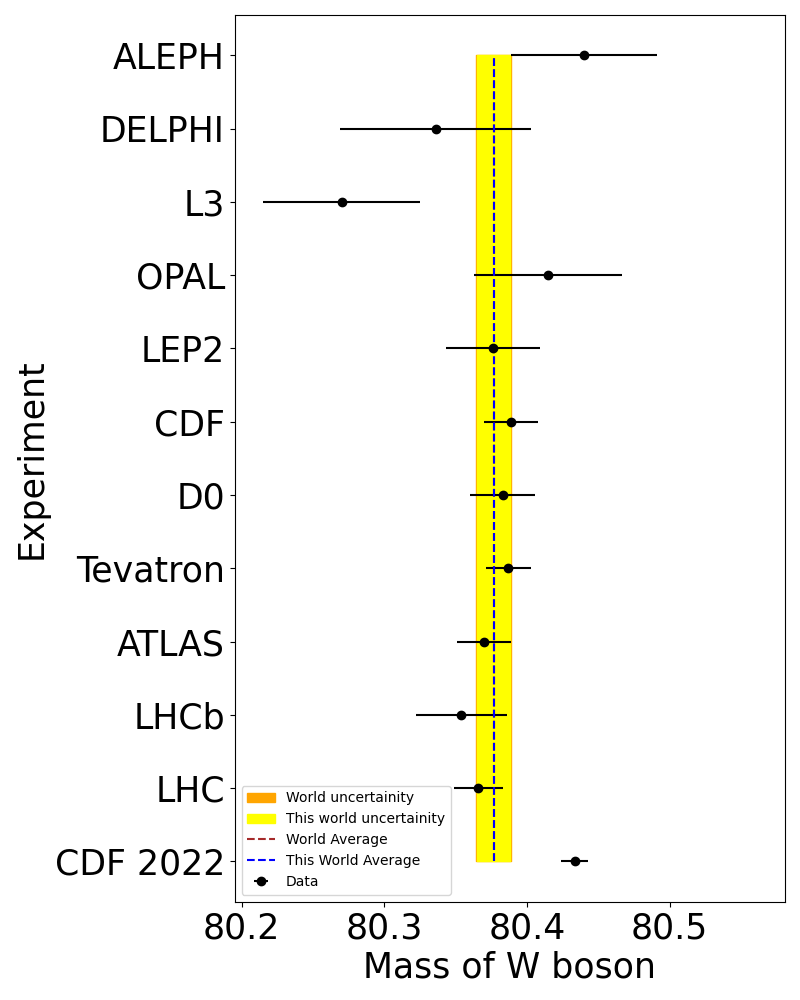 ALEPH
DELPHI
L3
OPAL
LEP2
CDF
D0
Tevatron
ATLAS
LHCb
LHC
CDF 2022
Experiment
World uncertainity
This world uncertainity
World Average
This World Average
Data
80.2 80.3 80.4 80.5
Mass of W boson